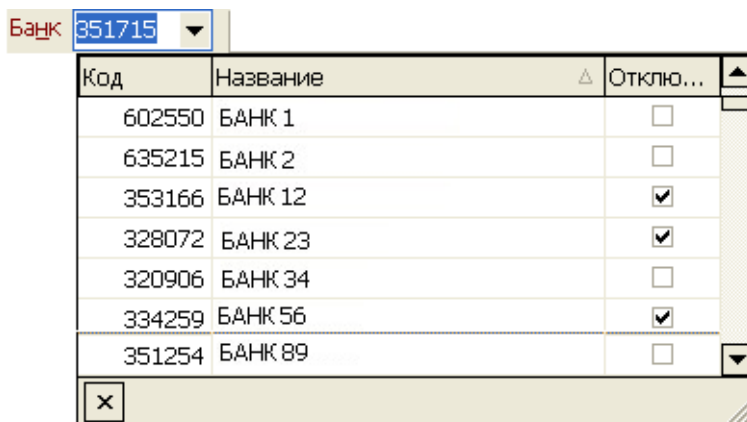 Банк 351715
Код Название Отклю...
602550 БАНК 1
635215 БАНК 2
353166 БАНК 12
328072 БАНК 23
320906 БАНК 34
334259 БАНК 56
351254 БАНК 89